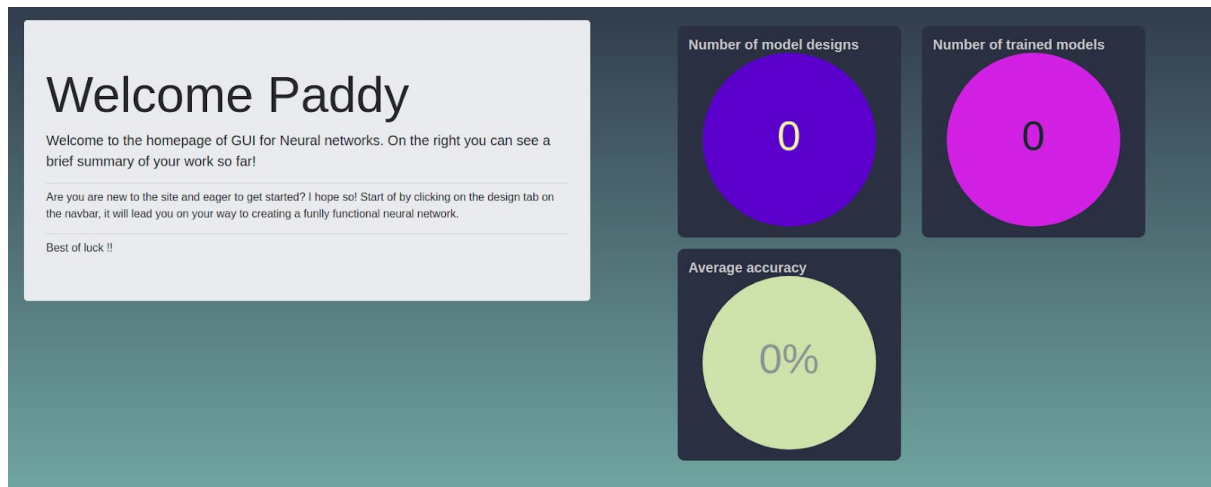 Welcome Paddy
Welcome to the homepage of GUI for Neural networks. On the right you can see a
brief summary of your work so far!
Are you are new to the site and eager to get started? I hope so! Start of by clicking on the design tab on
the navbar, it will lead you on your way to creating a funlly functional neural network.
Best of luck !!
Number of model designs
0
Number of trained models
0
Average accuracy
0%